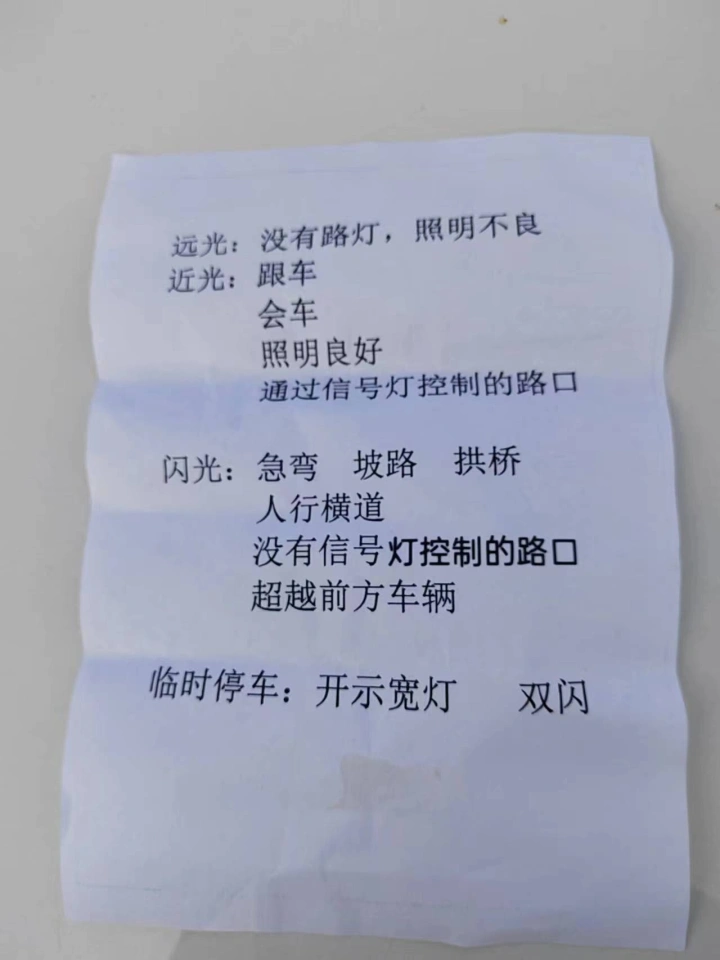 远光：没有路灯，照明不良
近光：跟车
会车
照明良好
通过信号灯控制的路口
闪光：急弯 坡路 拱桥
人行横道
没有信号灯控制的路口
超越前方车辆
临时停车：开示宽灯 双闪